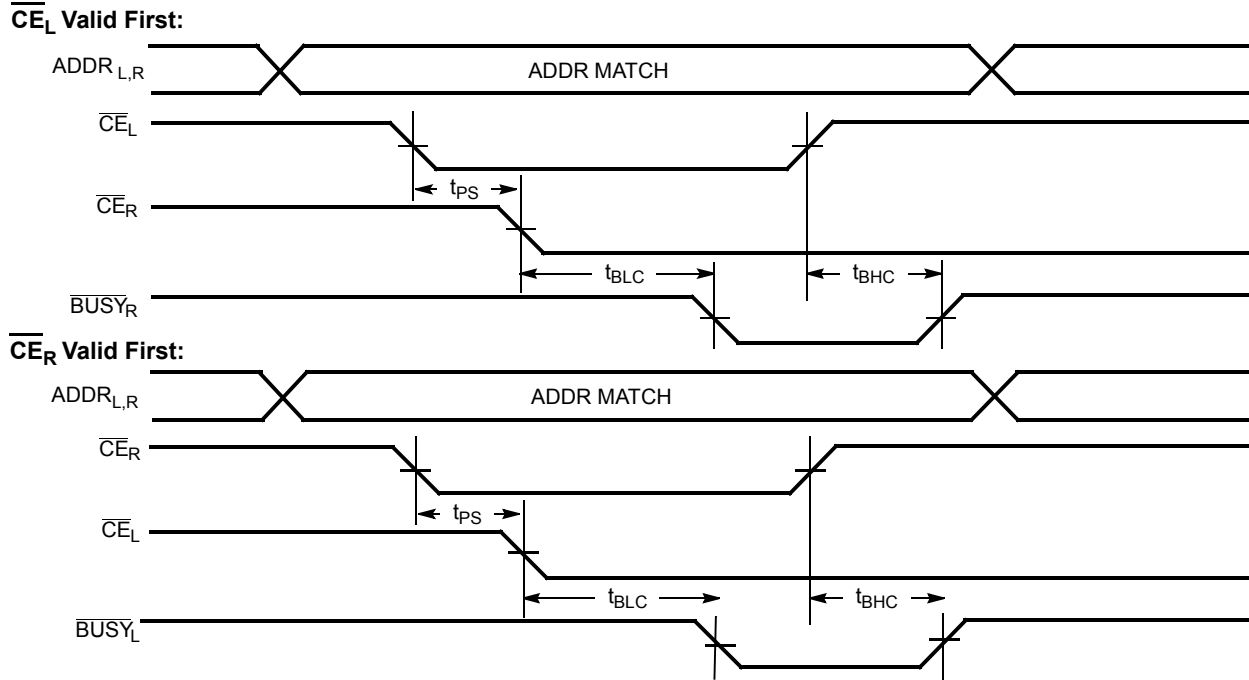 CE_L Valid First:
ADDR L,R
ADDR MATCH
CE_L
t_PS
CE_R
t_BLC
t_BHC
BUSY_R
CE_R Valid First:
ADDR_L,R
ADDR MATCH
CE_R
t_PS
CE_L
t_BLC
t_BHC
BUSY_L